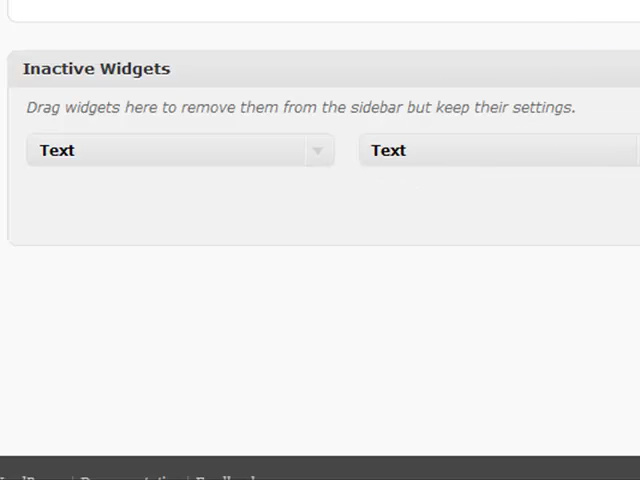 Inactive Widgets
Drag widgets here to remove them from the sidebar but keep their settings.
Text
Text